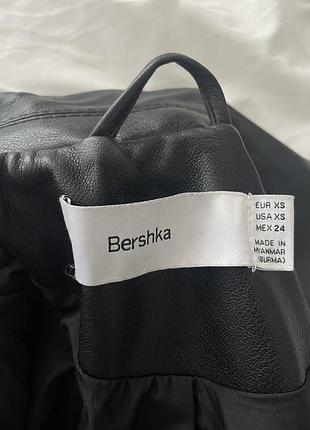 Bershka
EUR XS
USA XS
MEX 24
MADE IN
MYANMAR
(BURMA)